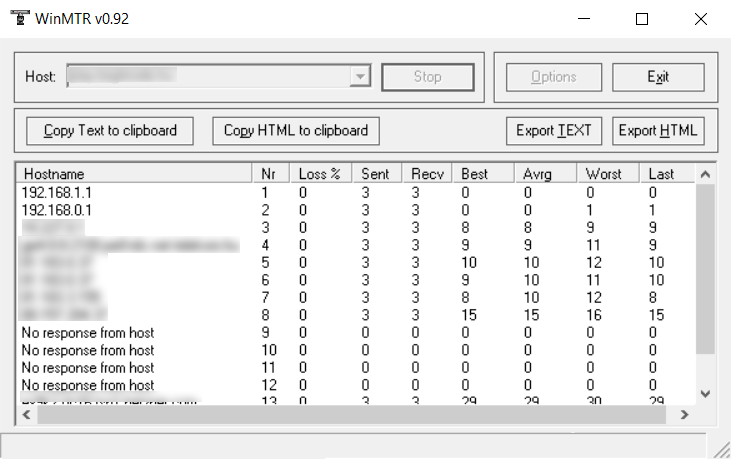 WinMTR v0.92
Host: Stop Options Exit
Copy Text to clipboard Copy HTML to clipboard Export TEXT Export HTML
Hostname Nr Loss % Sent Recv Best Avrg Worst Last
192.168.1.1 1 0 3 3 0 0 0 0
192.168.0.1 2 0 3 3 0 0 1 1
3 0 3 3 8 8 9 9
4 0 3 3 9 9 11 9
5 0 3 3 10 10 12 10
6 0 3 3 9 10 11 10
7 0 3 3 8 10 12 8
8 0 3 3 15 15 16 15
No response from host 9 0 0 0 0 0 0 0
No response from host 10 0 0 0 0 0 0 0
No response from host 11 0 0 0 0 0 0 0
No response from host 12 0 0 0 0 0 0 0
13 0 3 3 29 29 30 29